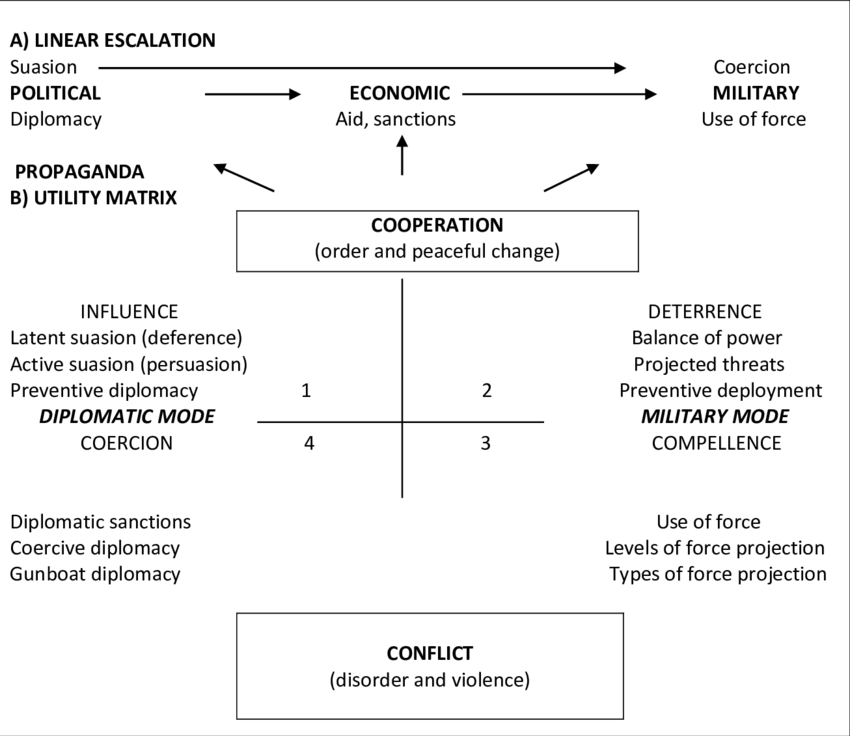 A) LINEAR ESCALATION
Suasion Coercion
POLITICAL ECONOMIC MILITARY
Diplomacy Aid, sanctions Use of force
PROPAGANDA
B) UTILITY MATRIX
COOPERATION
(order and peaceful change)
INFLUENCE DETERRENCE
Latent suasion (deference) Balance of power
Active suasion (persuasion) Projected threats
Preventive diplomacy 1 2 Preventive deployment
DIPLOMATIC MODE MILITARY MODE
COERCION 4 3 COMPELLENCE
Diplomatic sanctions Use of force
Coercive diplomacy Levels of force projection
Gunboat diplomacy Types of force projection
CONFLICT
(disorder and violence)